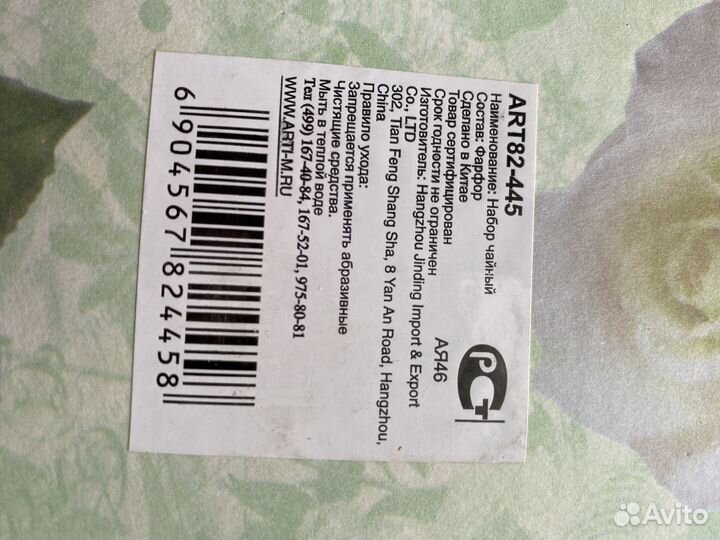 ART82-445
Наименование: Набор чайный
Состав: Фарфор
Сделано в Китае
Товар сертифицирован
Срок годности не ограничен
Изготовитель: Hangzhou Jinding Import & Export
Co., LTD
302, Tian Feng Shang Sha, 8 Yan An Road, Hangzhou,
China
Правило ухода:
Запрещается применять абразивные
Чистящие средства.
Мыть в теплой воде
Тел (499) 167-40-84, 167-52-01, 975-80-81
WWW.ARTI-M.RU
6 904567 824458
РСТ
АЯ46
Avito